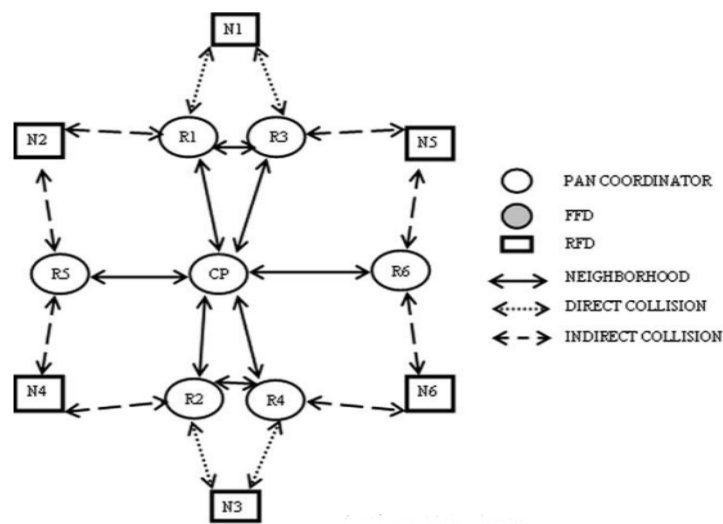 N1
N2
R1
R3
N5
PAN COORDINATOR
FFD
RFD
R5
CP
R6
NEIGHBORHOOD
DIRECT COLLISION
INDIRECT COLLISION
N4
R2
R4
N6
N3